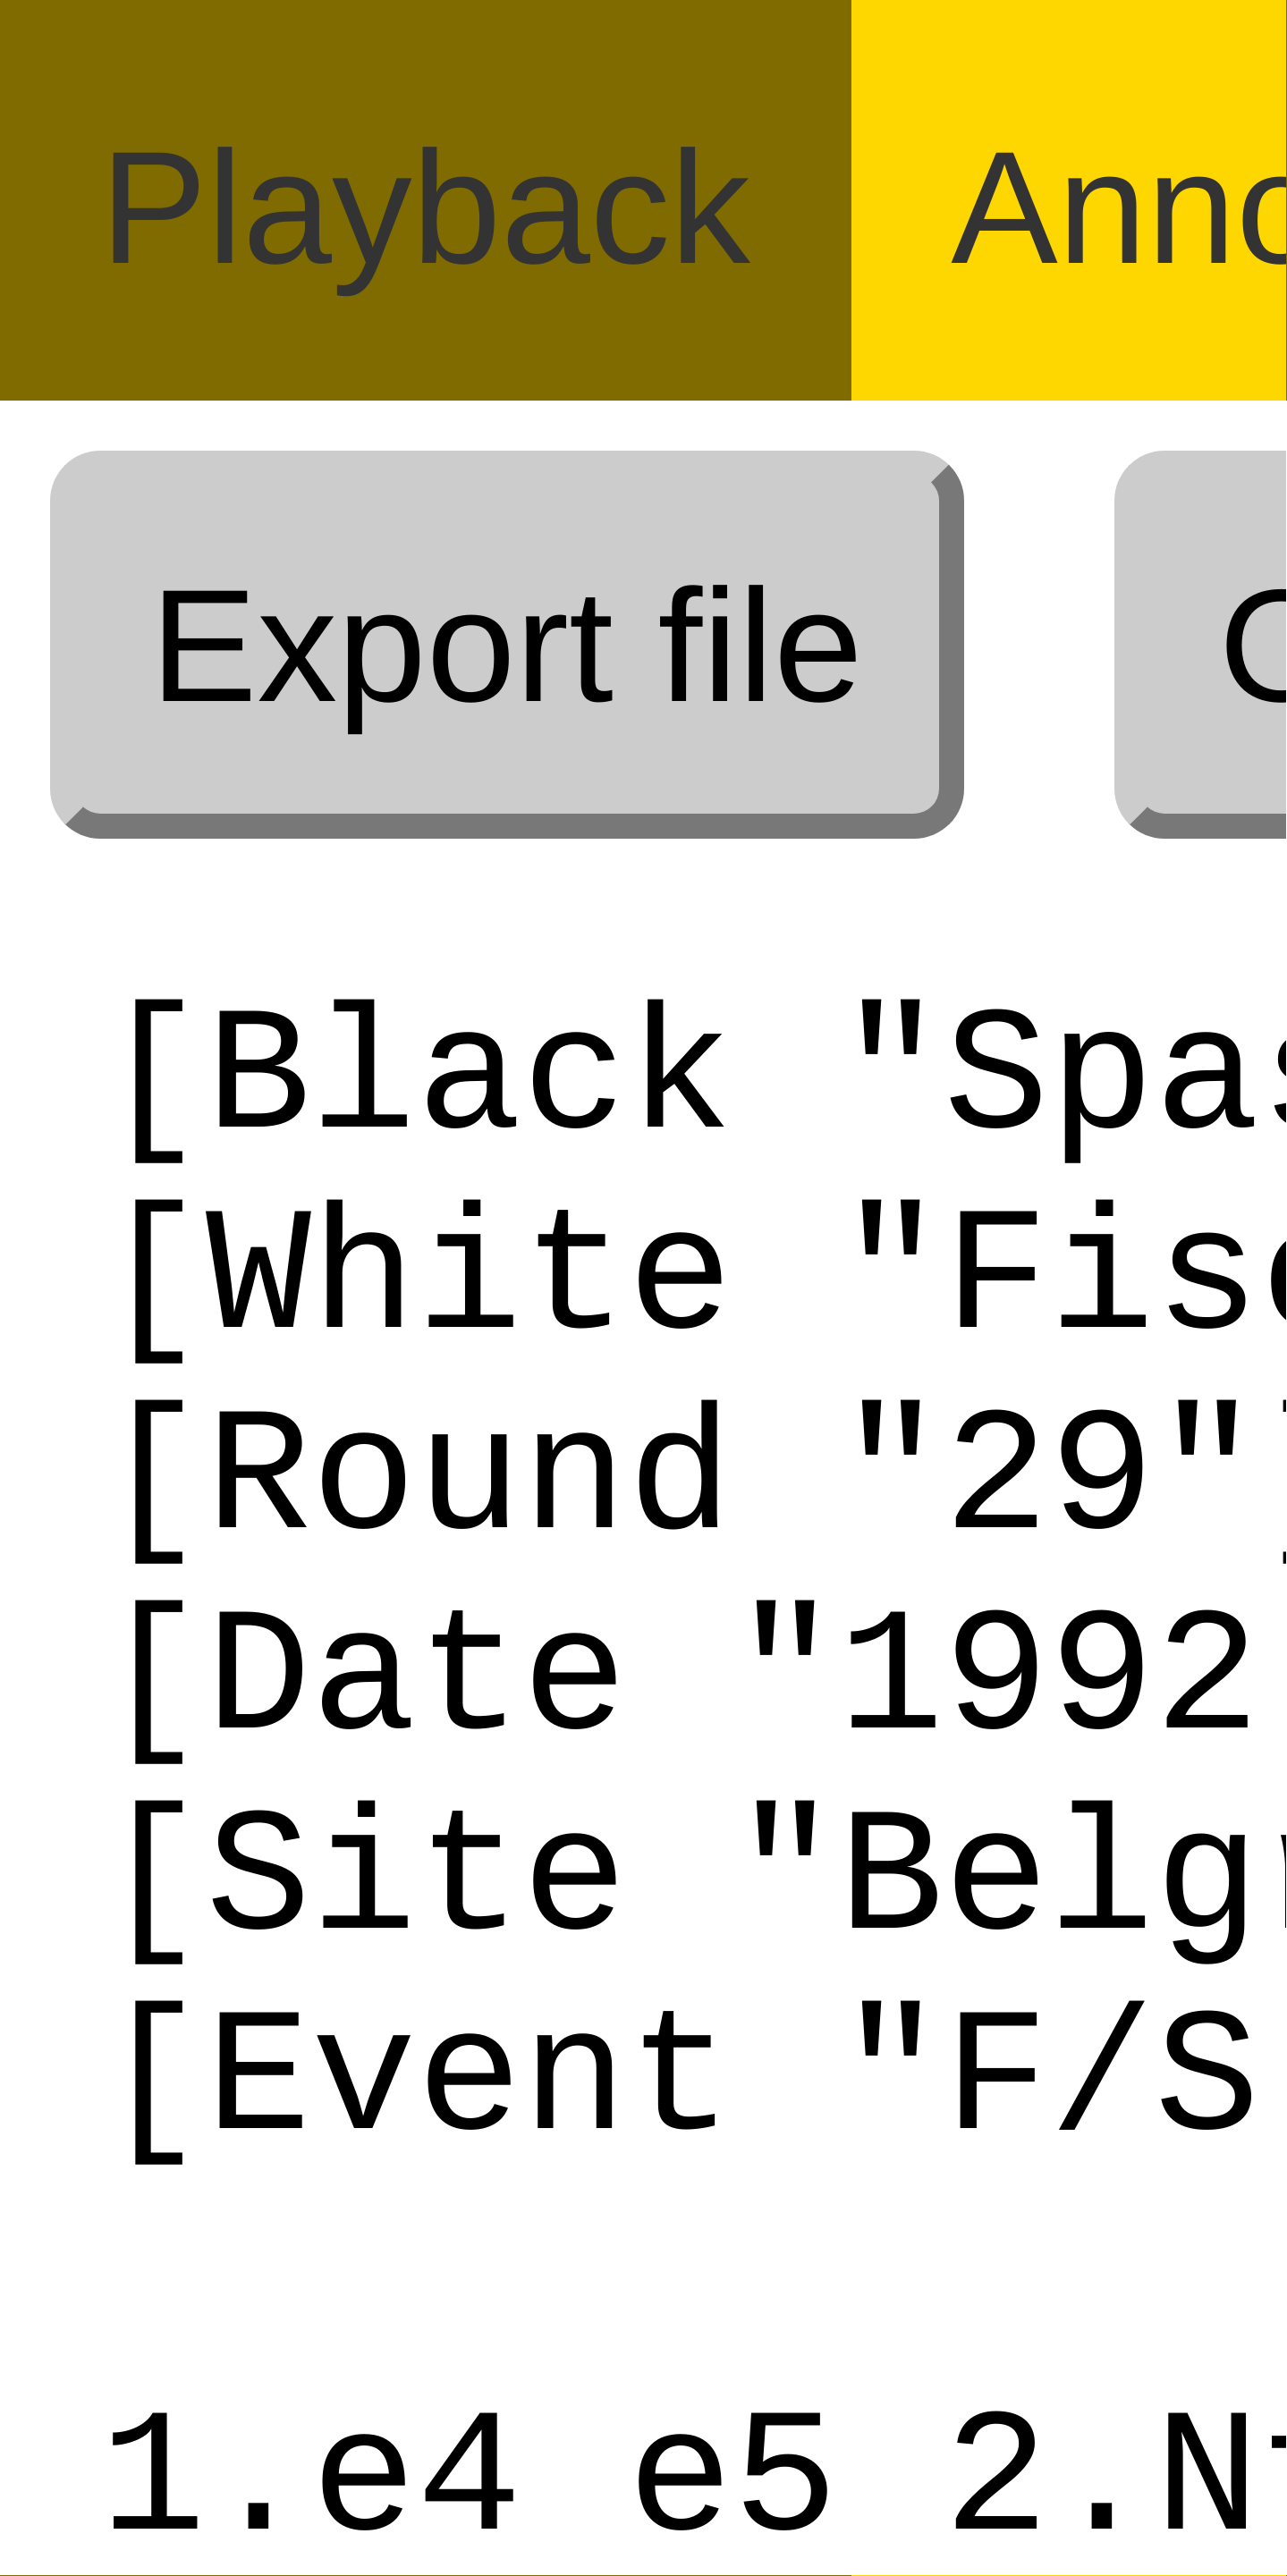 Playback Anno
Export file C
[Black "Spas
[White "Fisc
[Round "29"]
[Date "1992
[Site "Belgr
[Event "F/S
1.e4 e5 2.Nf